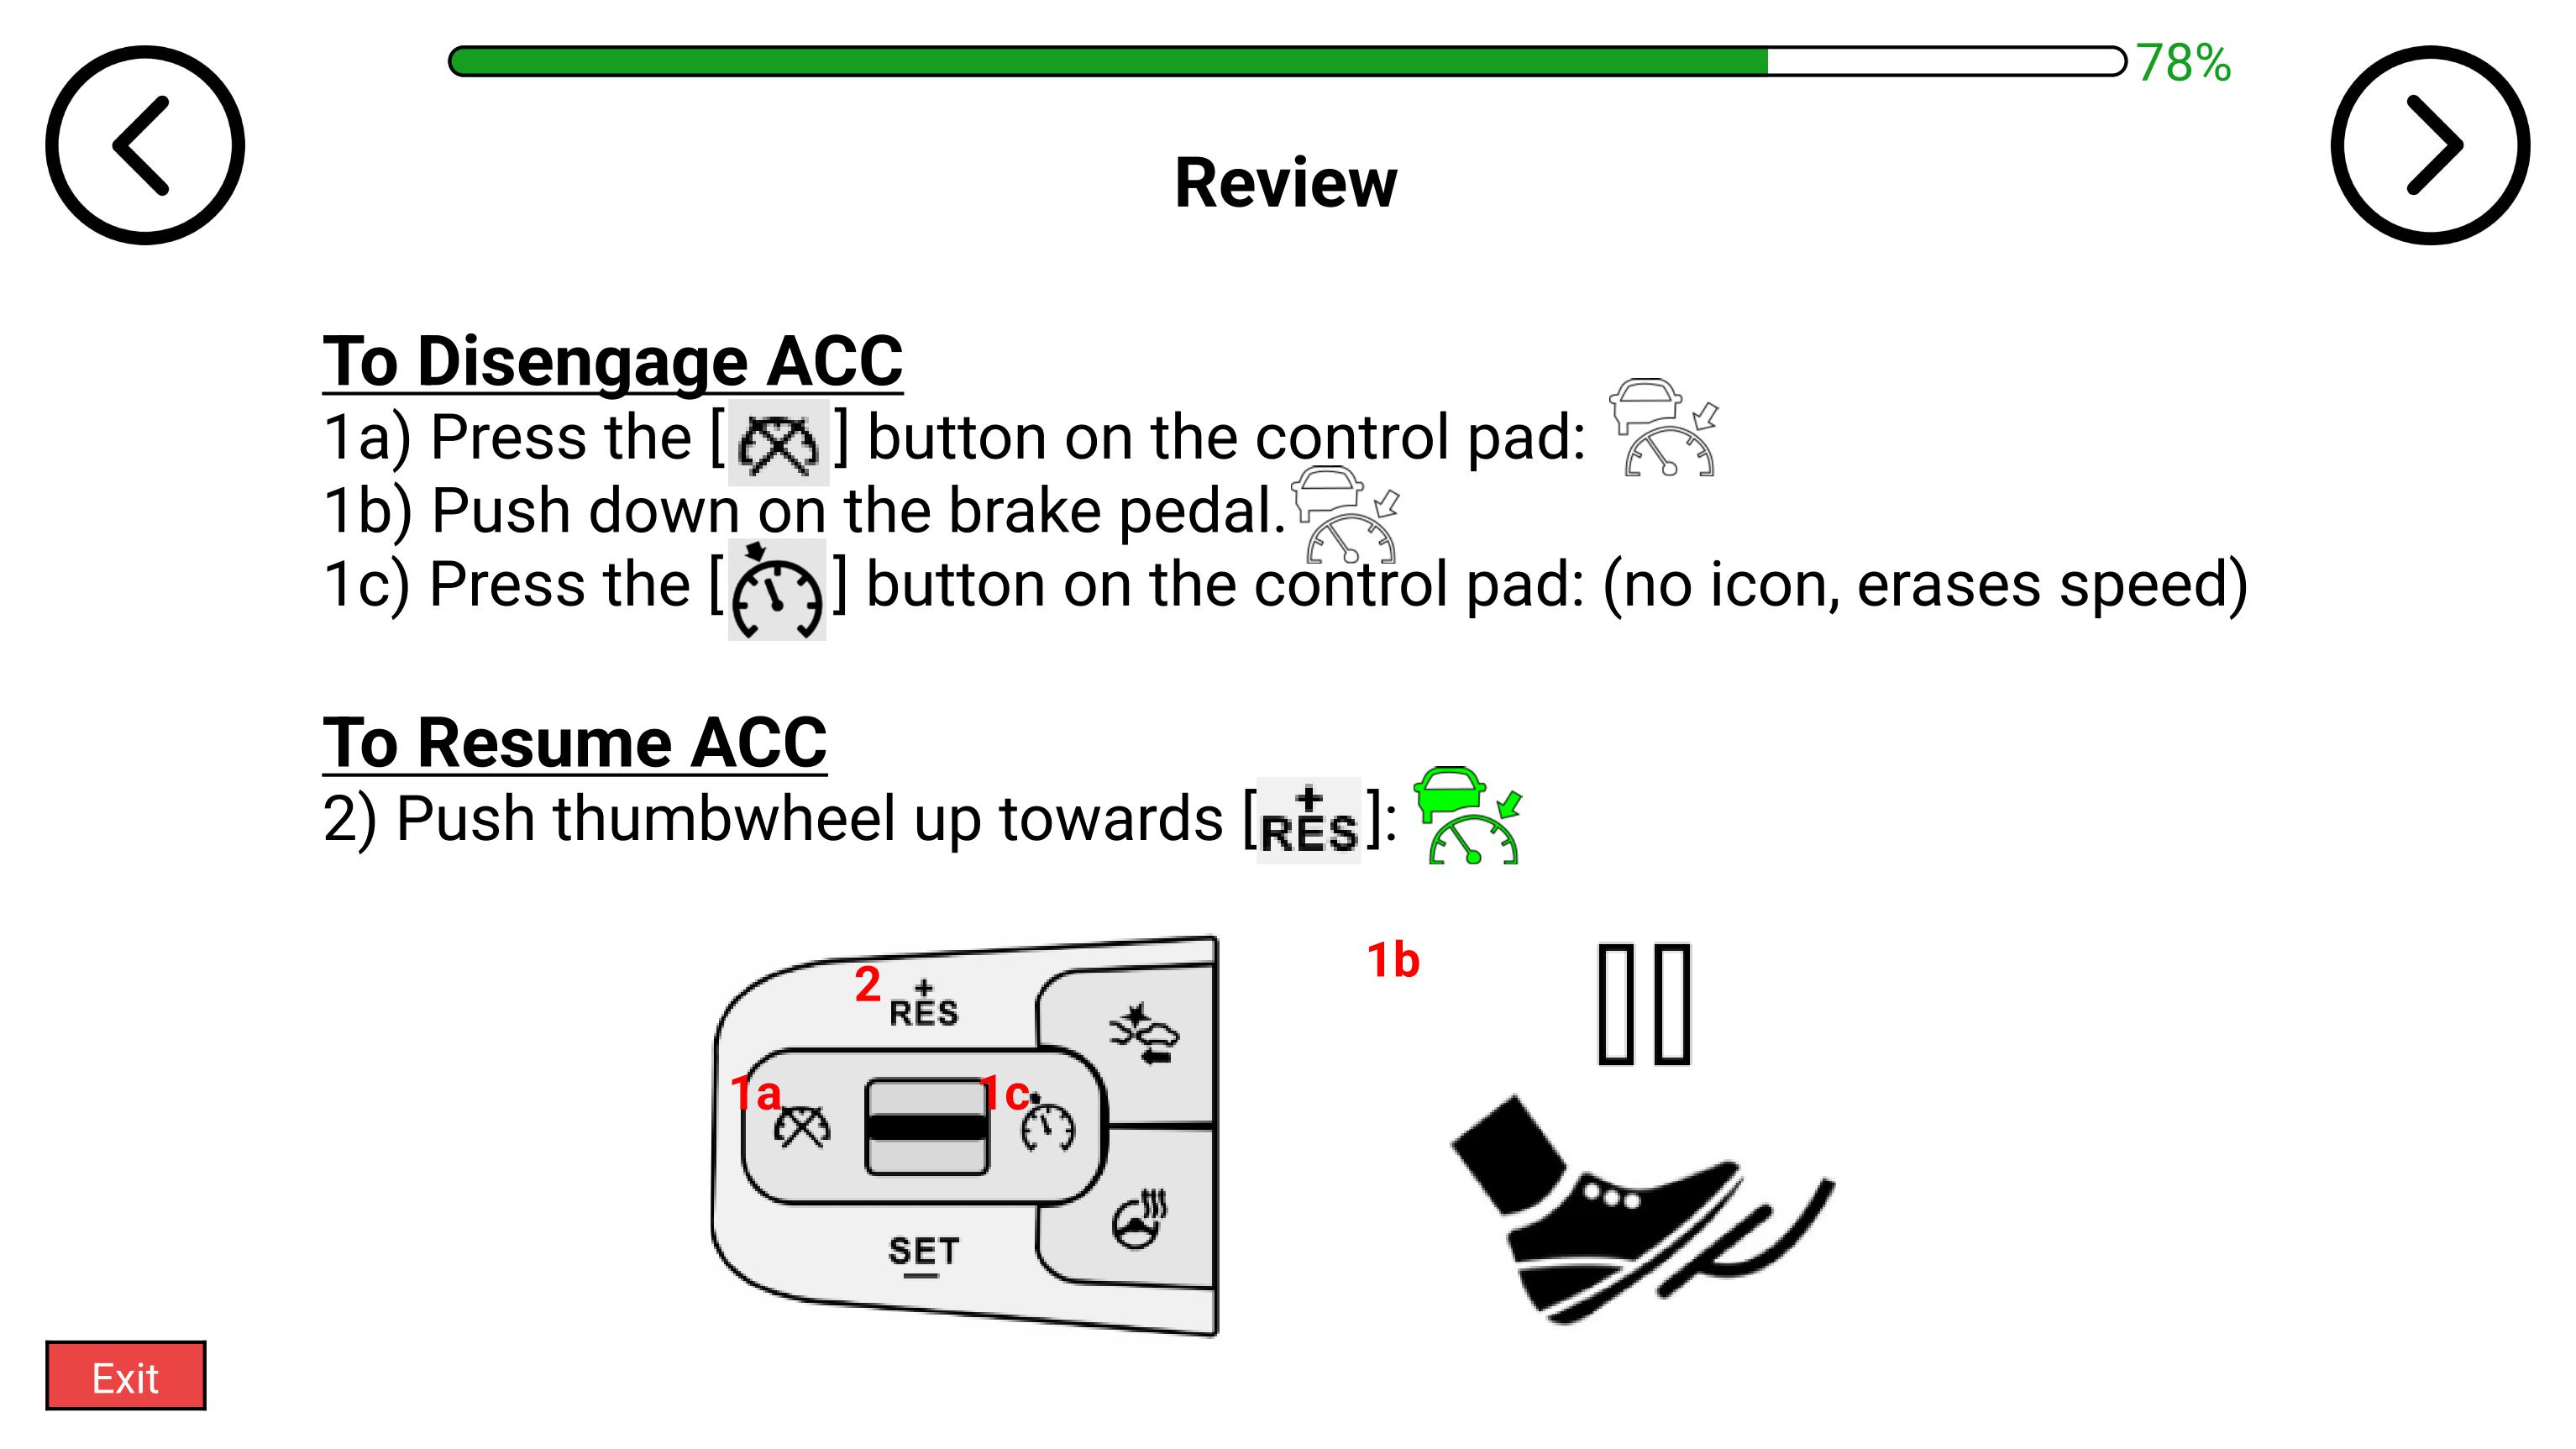 78%
Review
To Disengage ACC
1a) Press the [ ] button on the control pad:
1b) Push down on the brake pedal.
1c) Press the [ ] button on the control pad: (no icon, erases speed)
To Resume ACC
2) Push thumbwheel up towards [+ RES]:
1b
2
+
RES
1a
1c
SET
Exit